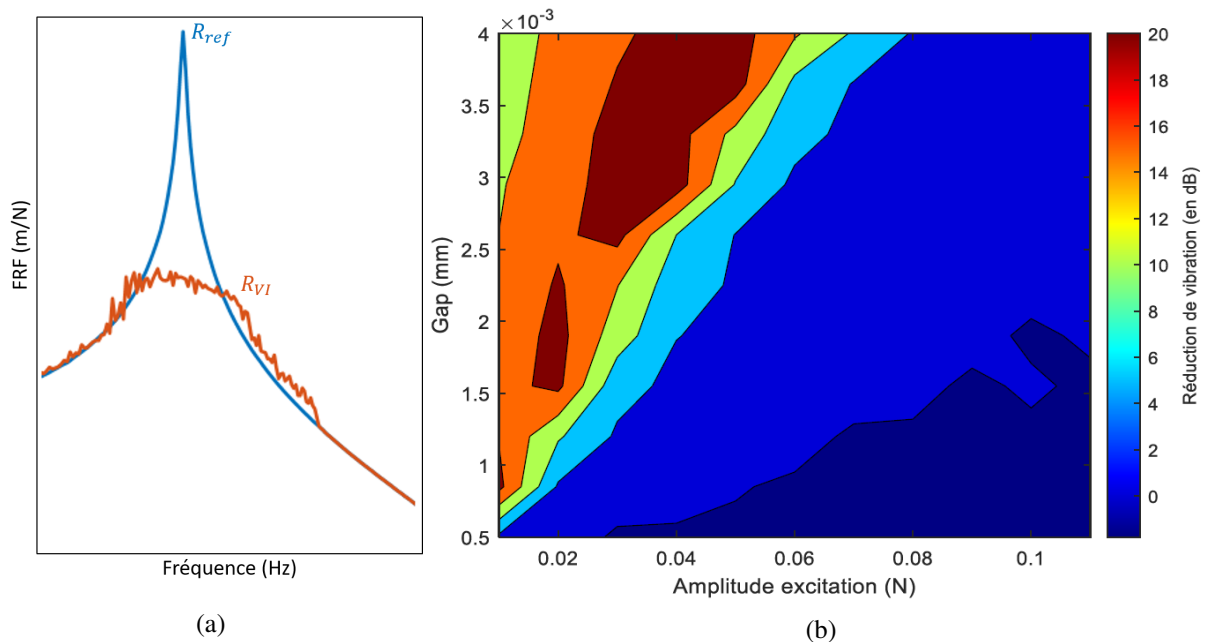 R_ref
R_VI
FRF (m/N)
Fréquence (Hz)
(a)
×10⁻³
4
3.5
3
2.5
2
1.5
1
0.5
Gap (mm)
0.02
0.04
0.06
0.08
0.1
Amplitude excitation (N)
20
18
16
14
12
10
8
6
4
2
0
Réduction de vibration (en dB)
(b)